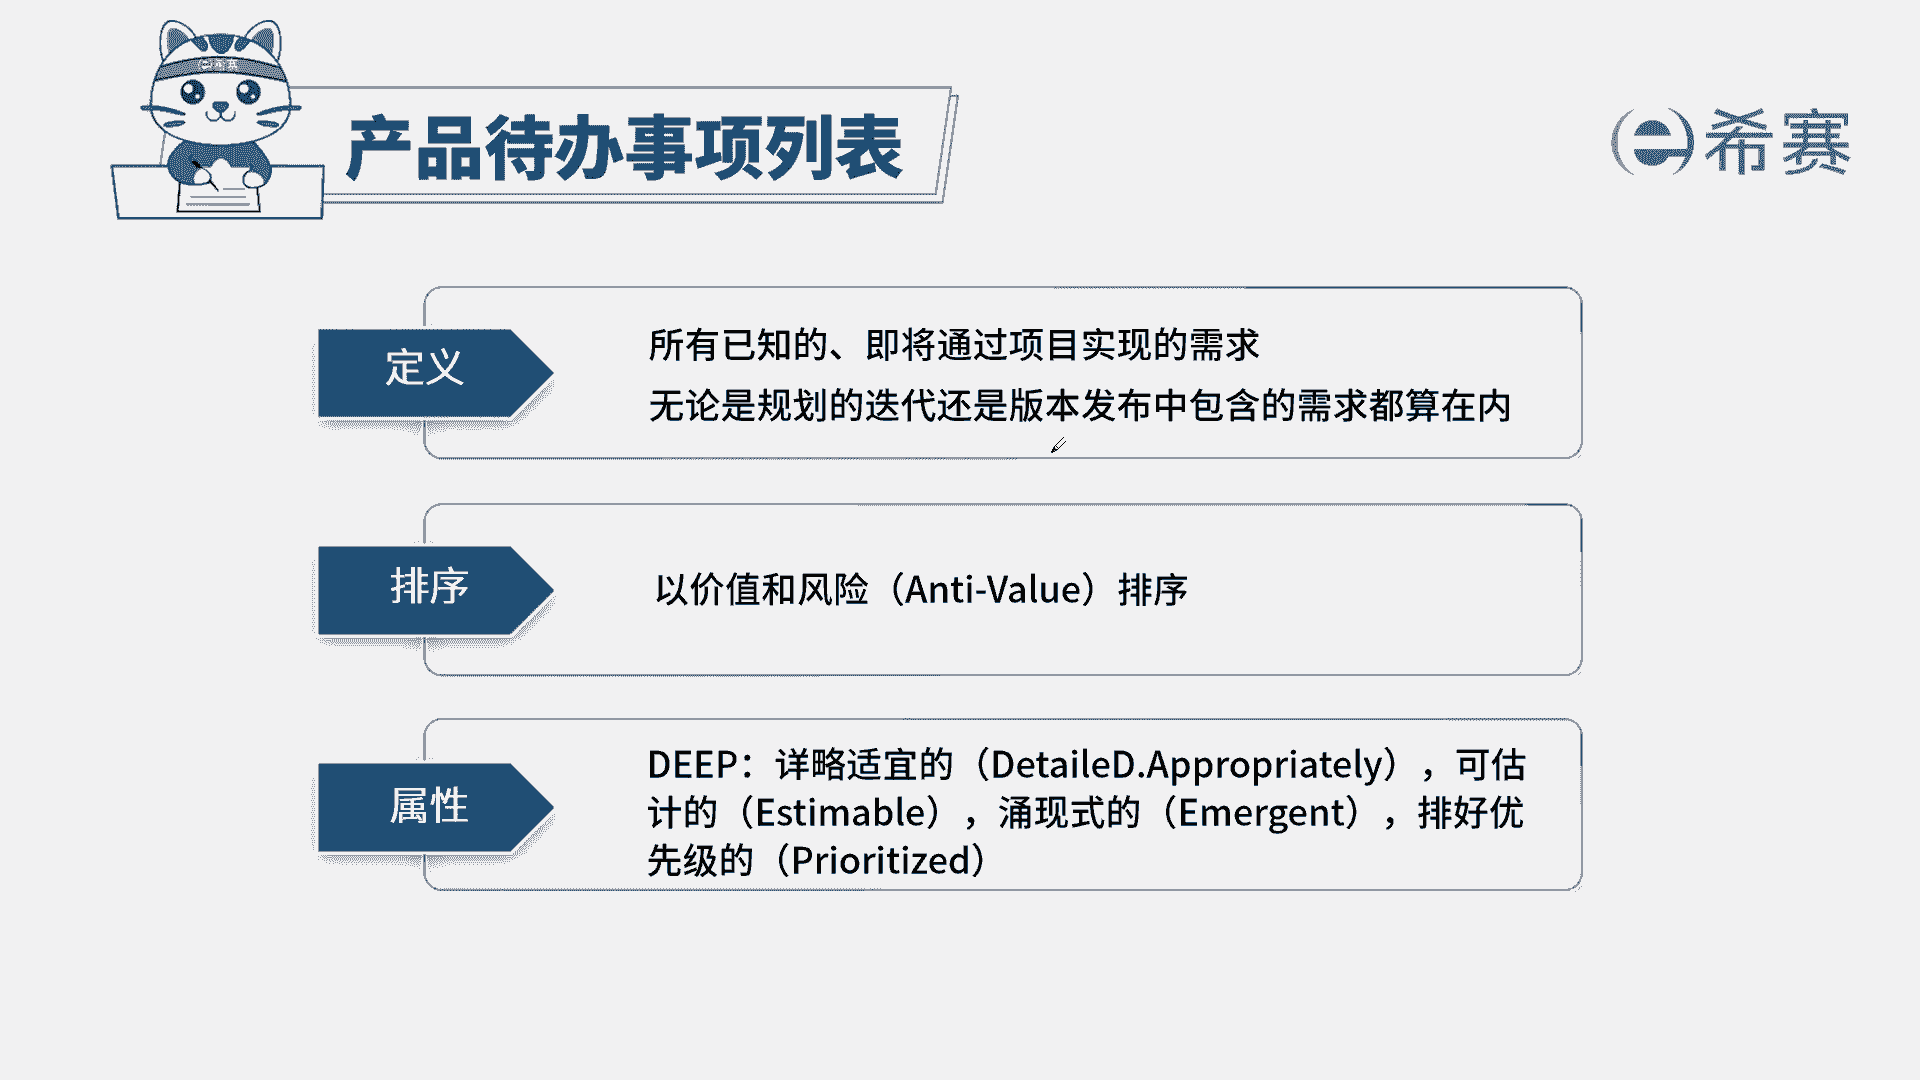 产品待办事项列表
希赛
定义
所有已知的、即将通过项目实现的需求
无论是规划的迭代还是版本发布中包含的需求都算在内
排序
以价值和风险（Anti-Value）排序
属性
DEEP：详略适宜的（DetaileD.Appropriately），可估
计的（Estimable），涌现式的（Emergent），排好优
先级的（Prioritized）